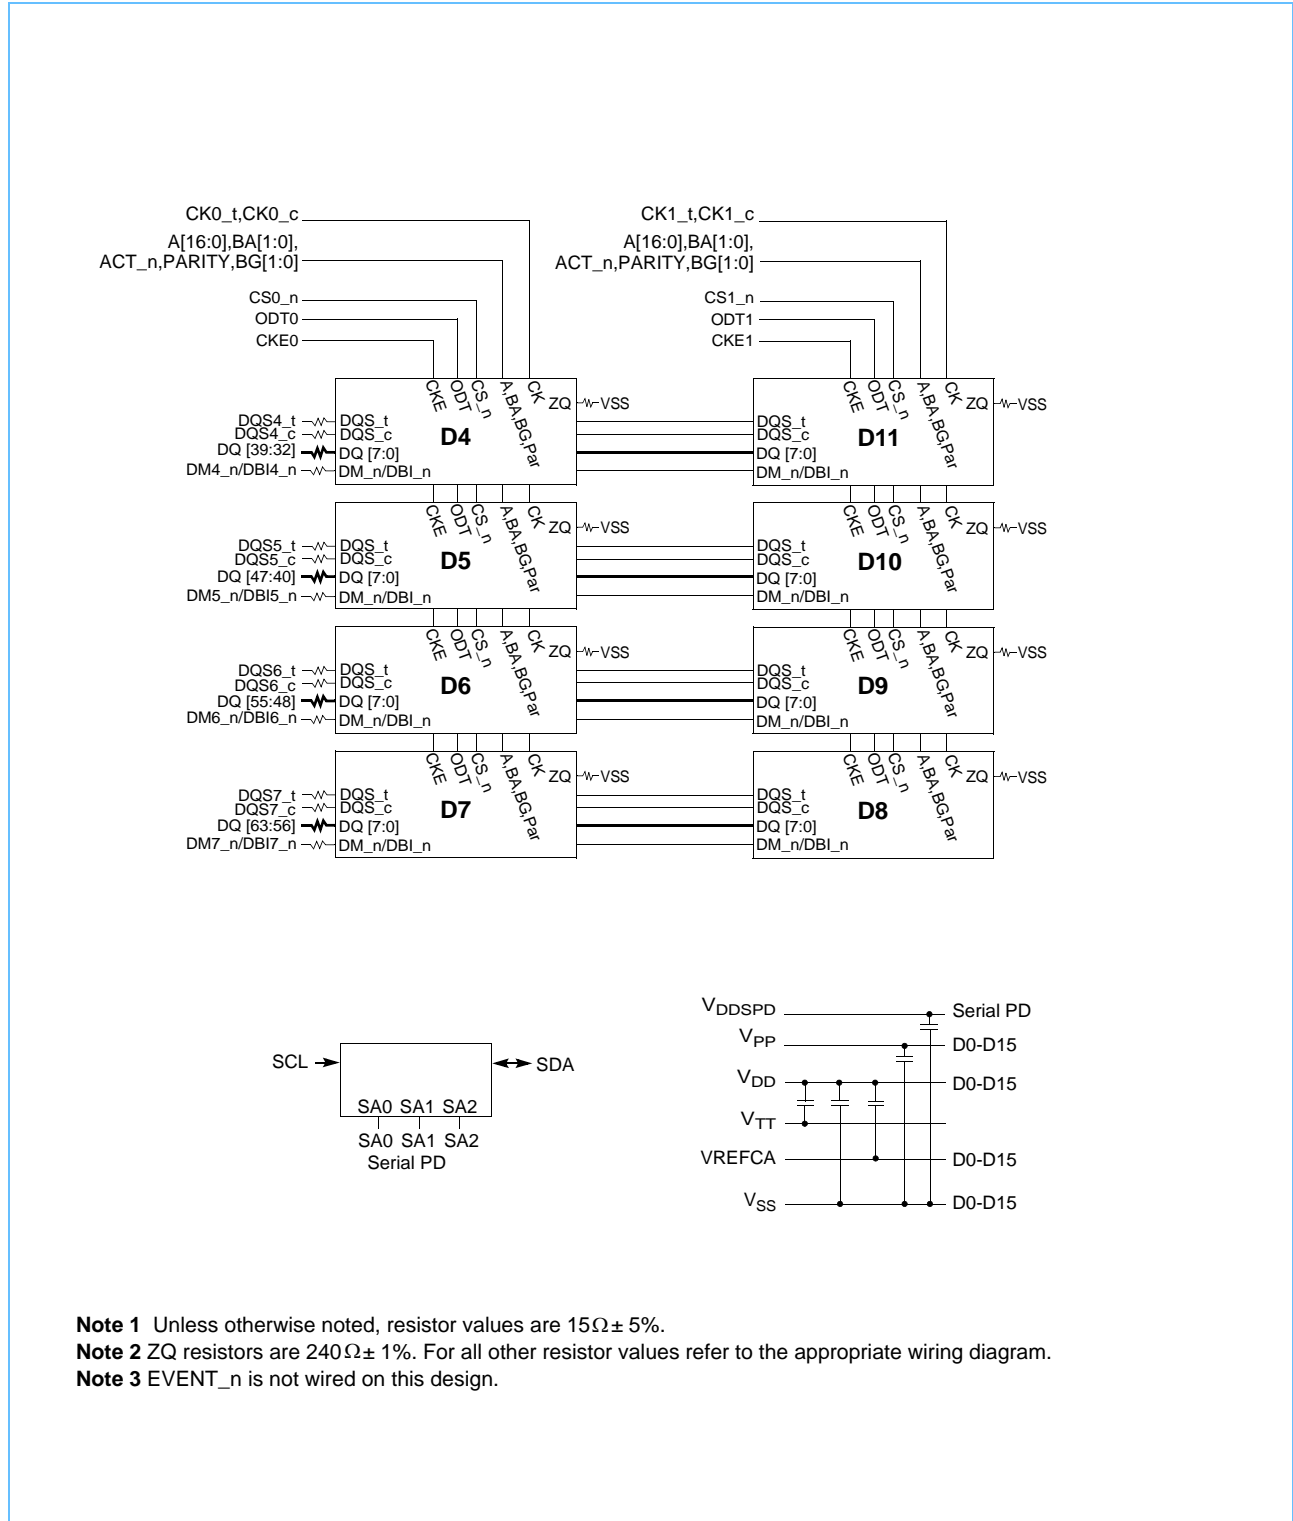 CK0_t,CK0_c
A[16:0],BA[1:0],
ACT_n,PARITY,BG[1:0]
CS0_n
ODT0
CKE0
CK1_t,CK1_c
A[16:0],BA[1:0],
ACT_n,PARITY,BG[1:0]
CS1_n
ODT1
CKE1
CKE ODT CS_n A,BA,BG,Par CK ZQ VSS
DQS4_t DQS_t
DQS4_c DQS_c
DQ [39:32] DQ [7:0]
DM4_n/DBI4_n DM_n/DBI_n
D4
CKE ODT CS_n A,BA,BG,Par CK ZQ VSS
DQS_t
DQS_c
DQ [7:0]
DM_n/DBI_n
D11
CKE ODT CS_n A,BA,BG,Par CK ZQ VSS
DQS5_t DQS_t
DQS5_c DQS_c
DQ [47:40] DQ [7:0]
DM5_n/DBI5_n DM_n/DBI_n
D5
CKE ODT CS_n A,BA,BG,Par CK ZQ VSS
DQS_t
DQS_c
DQ [7:0]
DM_n/DBI_n
D10
CKE ODT CS_n A,BA,BG,Par CK ZQ VSS
DQS6_t DQS_t
DQS6_c DQS_c
DQ [55:48] DQ [7:0]
DM6_n/DBI6_n DM_n/DBI_n
D6
CKE ODT CS_n A,BA,BG,Par CK ZQ VSS
DQS_t
DQS_c
DQ [7:0]
DM_n/DBI_n
D9
CKE ODT CS_n A,BA,BG,Par CK ZQ VSS
DQS7_t DQS_t
DQS7_c DQS_c
DQ [63:56] DQ [7:0]
DM7_n/DBI7_n DM_n/DBI_n
D7
CKE ODT CS_n A,BA,BG,Par CK ZQ VSS
DQS_t
DQS_c
DQ [7:0]
DM_n/DBI_n
D8
SCL SDA
SA0 SA1 SA2
SA0 SA1 SA2
Serial PD
VDDSPD Serial PD
VPP D0-D15
VDD D0-D15
VTT
VREFCA D0-D15
VSS D0-D15
Note 1 Unless otherwise noted, resistor values are 15Ω± 5%.
Note 2 ZQ resistors are 240Ω± 1%. For all other resistor values refer to the appropriate wiring diagram.
Note 3 EVENT_n is not wired on this design.